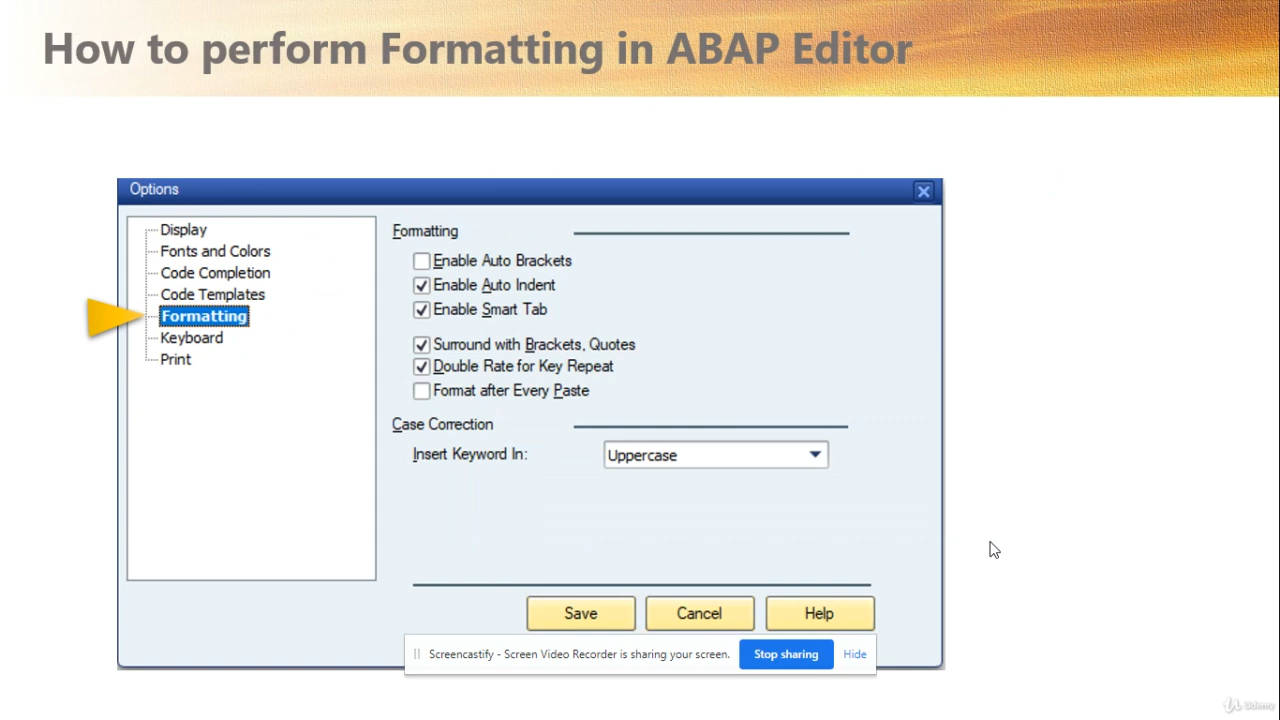 How to perform Formatting in ABAP Editor
Options
Display
Fonts and Colors
Code Completion
Code Templates
Formatting
Keyboard
Print
Formatting
Enable Auto Brackets
Enable Auto Indent
Enable Smart Tab
Surround with Brackets, Quotes
Double Rate for Key Repeat
Format after Every Paste
Case Correction
Insert Keyword In:
Uppercase
Save
Cancel
Help
Screencastify - Screen Video Recorder is sharing your screen.
Stop sharing
Hide
Udemy